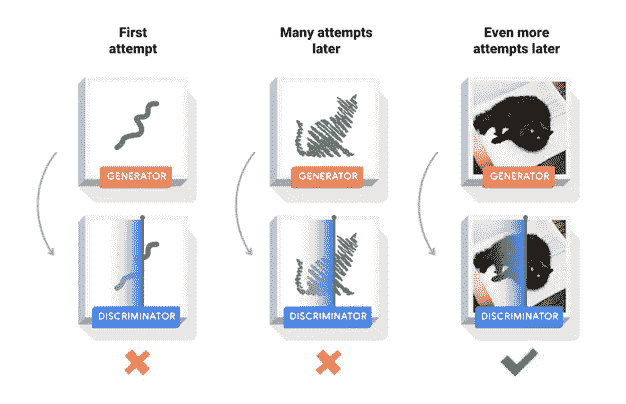 First
attempt
Many attempts
later
Even more
attempts later
GENERATOR
GENERATOR
GENERATOR
DISCRIMINATOR
DISCRIMINATOR
DISCRIMINATOR